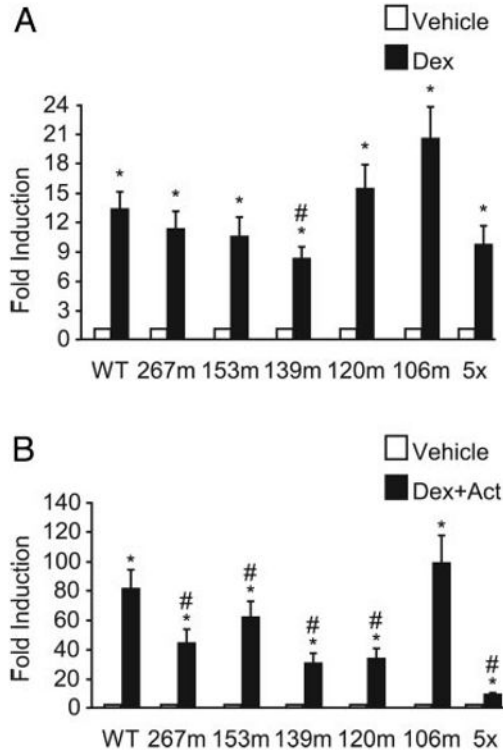 A
Vehicle
Dex
Fold Induction
24
21
18
15
12
9
6
3
0
* * * # * * * *
WT 267m 153m 139m 120m 106m 5x
B
Vehicle
Dex+Act
Fold Induction
140
120
100
80
60
40
20
0
* # * # * # * # * * # *
WT 267m 153m 139m 120m 106m 5x